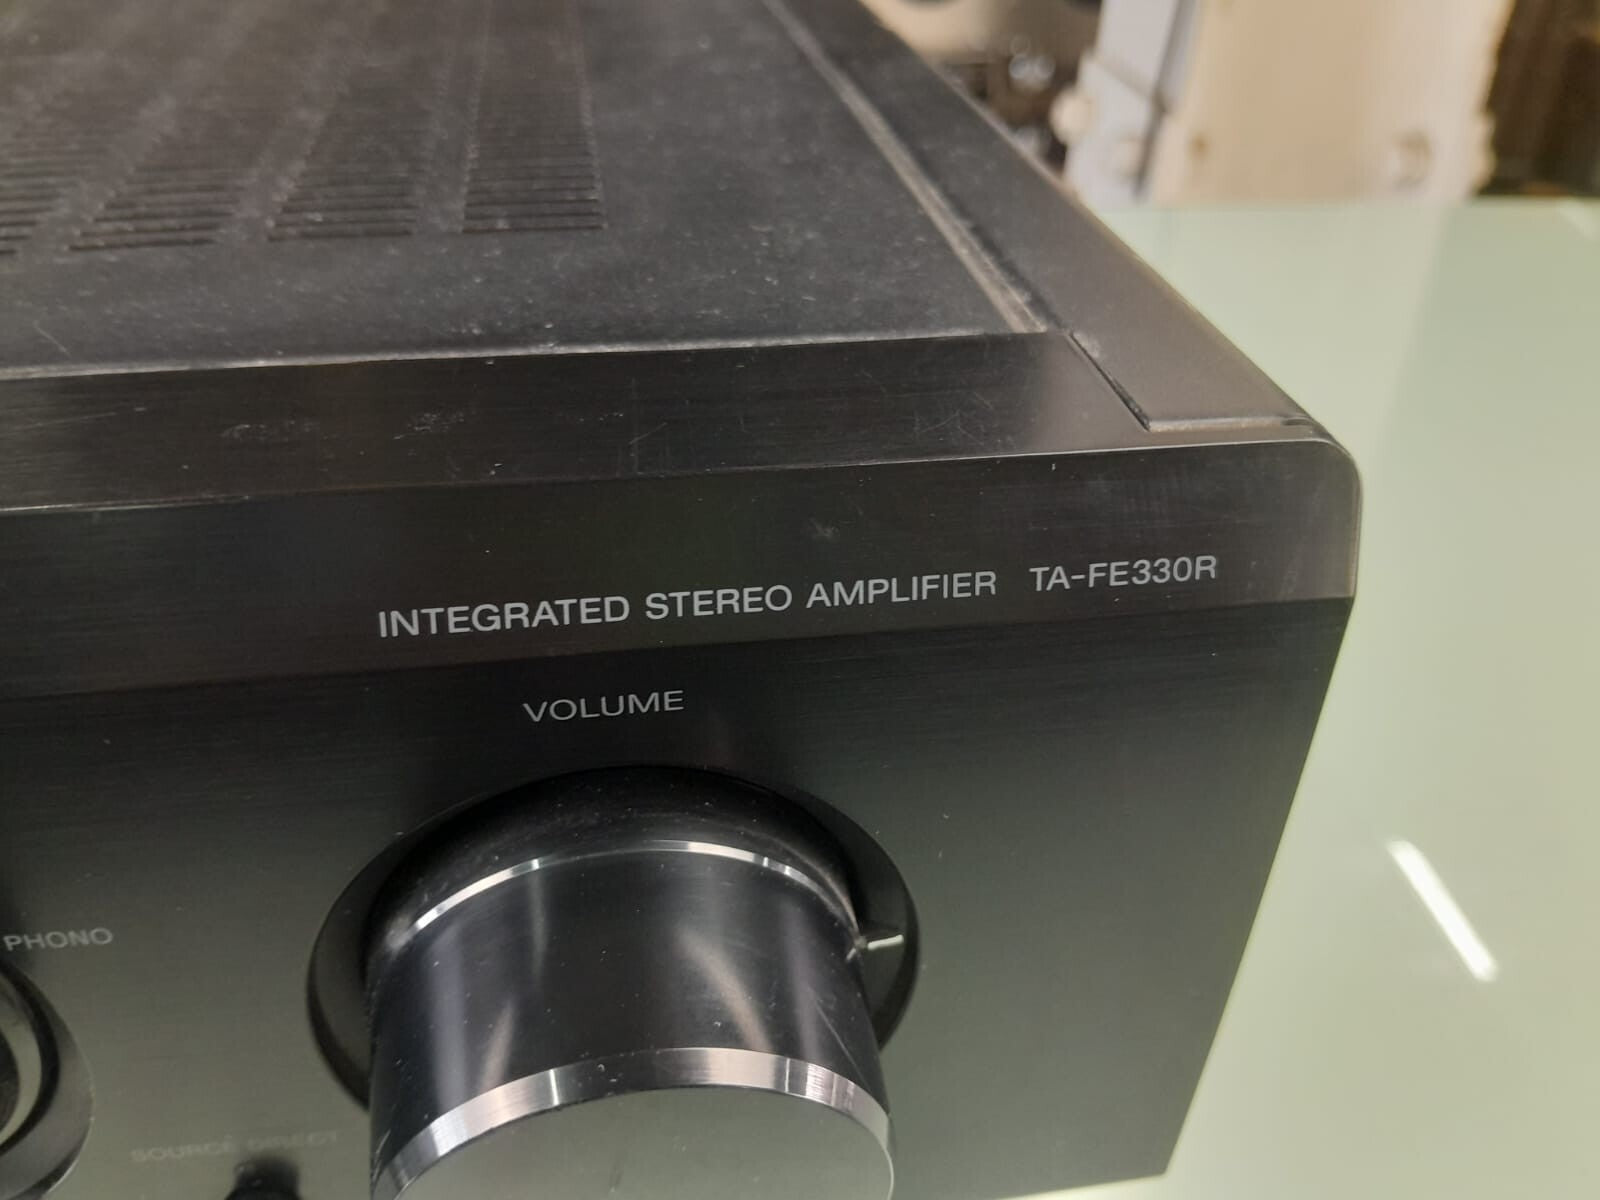 INTEGRATED STEREO AMPLIFIER TA-FE330R
VOLUME
PHONO
SOURCE DIRECT